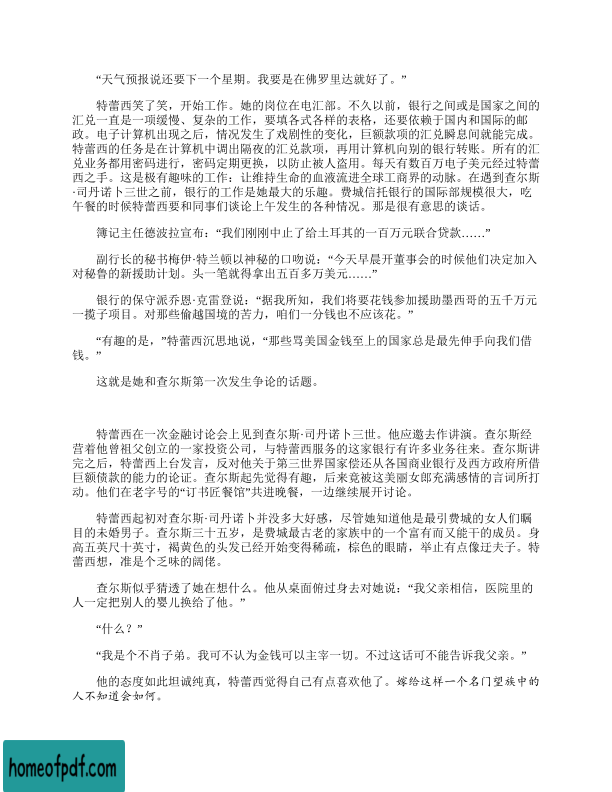 “天气预报说还要下一个星期。我要是在佛罗里达就好了。”
特蕾西笑了笑，开始工作。她的岗位在电汇部。不久以前，银行之间或是国家之间的
汇兑一直是一项缓慢、复杂的工作，要填各式各样的表格，还要依赖于国内和国际的邮
政。电子计算机出现之后，情况发生了戏剧性的变化，巨额款项的汇兑瞬息间就能完成。
特蕾西的任务是在计算机中调出隔夜的汇兑款项，再用计算机向别的银行转账。所有的汇
兑业务都用密码进行，密码定期更换，以防止被人盗用。每天有数百万电子美元经过特蕾
西之手。这是极有趣味的工作：让维持生命的血液流进全球工商界的动脉。在遇到查尔斯
·司丹诺卜三世之前，银行的工作是她最大的乐趣。费城信托银行的国际部规模很大，吃
午餐的时候特蕾西要和同事们谈论上午发生的各种情况。那是很有意思的谈话。
簿记主任德波拉宣布：“我们刚刚中止了给土耳其的一百万元联合贷款……”
副行长的秘书梅伊·特兰顿以神秘的口吻说：“今天早晨开董事会的时候他们决定加入
对秘鲁的新援助计划。头一笔就得拿出五百多万美元……”
银行的保守派乔恩·克雷登说：“据我所知，我们将要花钱参加援助墨西哥的五千万元
一揽子项目。对那些偷越国境的苦力，咱们一分钱也不应该花。”
“有趣的是，”特蕾西沉思地说，“那些骂美国金钱至上的国家总是最先伸手向我们借
钱。”
这就是她和查尔斯第一次发生争论的话题。
特蕾西在一次金融讨论会上见到查尔斯·司丹诺卜三世。他应邀去作讲演。查尔斯经
营着他曾祖父创立的一家投资公司，与特蕾西服务的这家银行有许多业务往来。查尔斯讲
完之后，特蕾西上台发言，反对他关于第三世界国家偿还从各国商业银行及西方政府所借
巨额债款的能力的论证。查尔斯起先觉得有趣，后来竟被这美丽女郎充满感情的言词所打
动。他们在老字号的“订书匠餐馆”共进晚餐，一边继续展开讨论。
特蕾西起初对查尔斯·司丹诺卜并没多大好感，尽管她知道他是最引费城的女人们瞩
目的未婚男子。查尔斯三十五岁，是费城最古老的家族中的一个富有而又能干的成员。身
高五英尺十英寸，褐黄色的头发已经开始变得稀疏，棕色的眼睛，举止有点像迂夫子。特
蕾西想，准是个乏味的阔佬。
查尔斯似乎猜透了她在想什么。他从桌面俯过身去对她说：“我父亲相信，医院里的
人一定把别人的婴儿换给了他。”
“什么？”
“我是个不肖子弟。我可不认为金钱可以主宰一切。不过这话可不能告诉我父亲。”
他的态度如此坦诚纯真，特蕾西觉得自己有点喜欢他了。嫁给这样一个名门望族中的
人不知道会如何。
homeofpdf.com